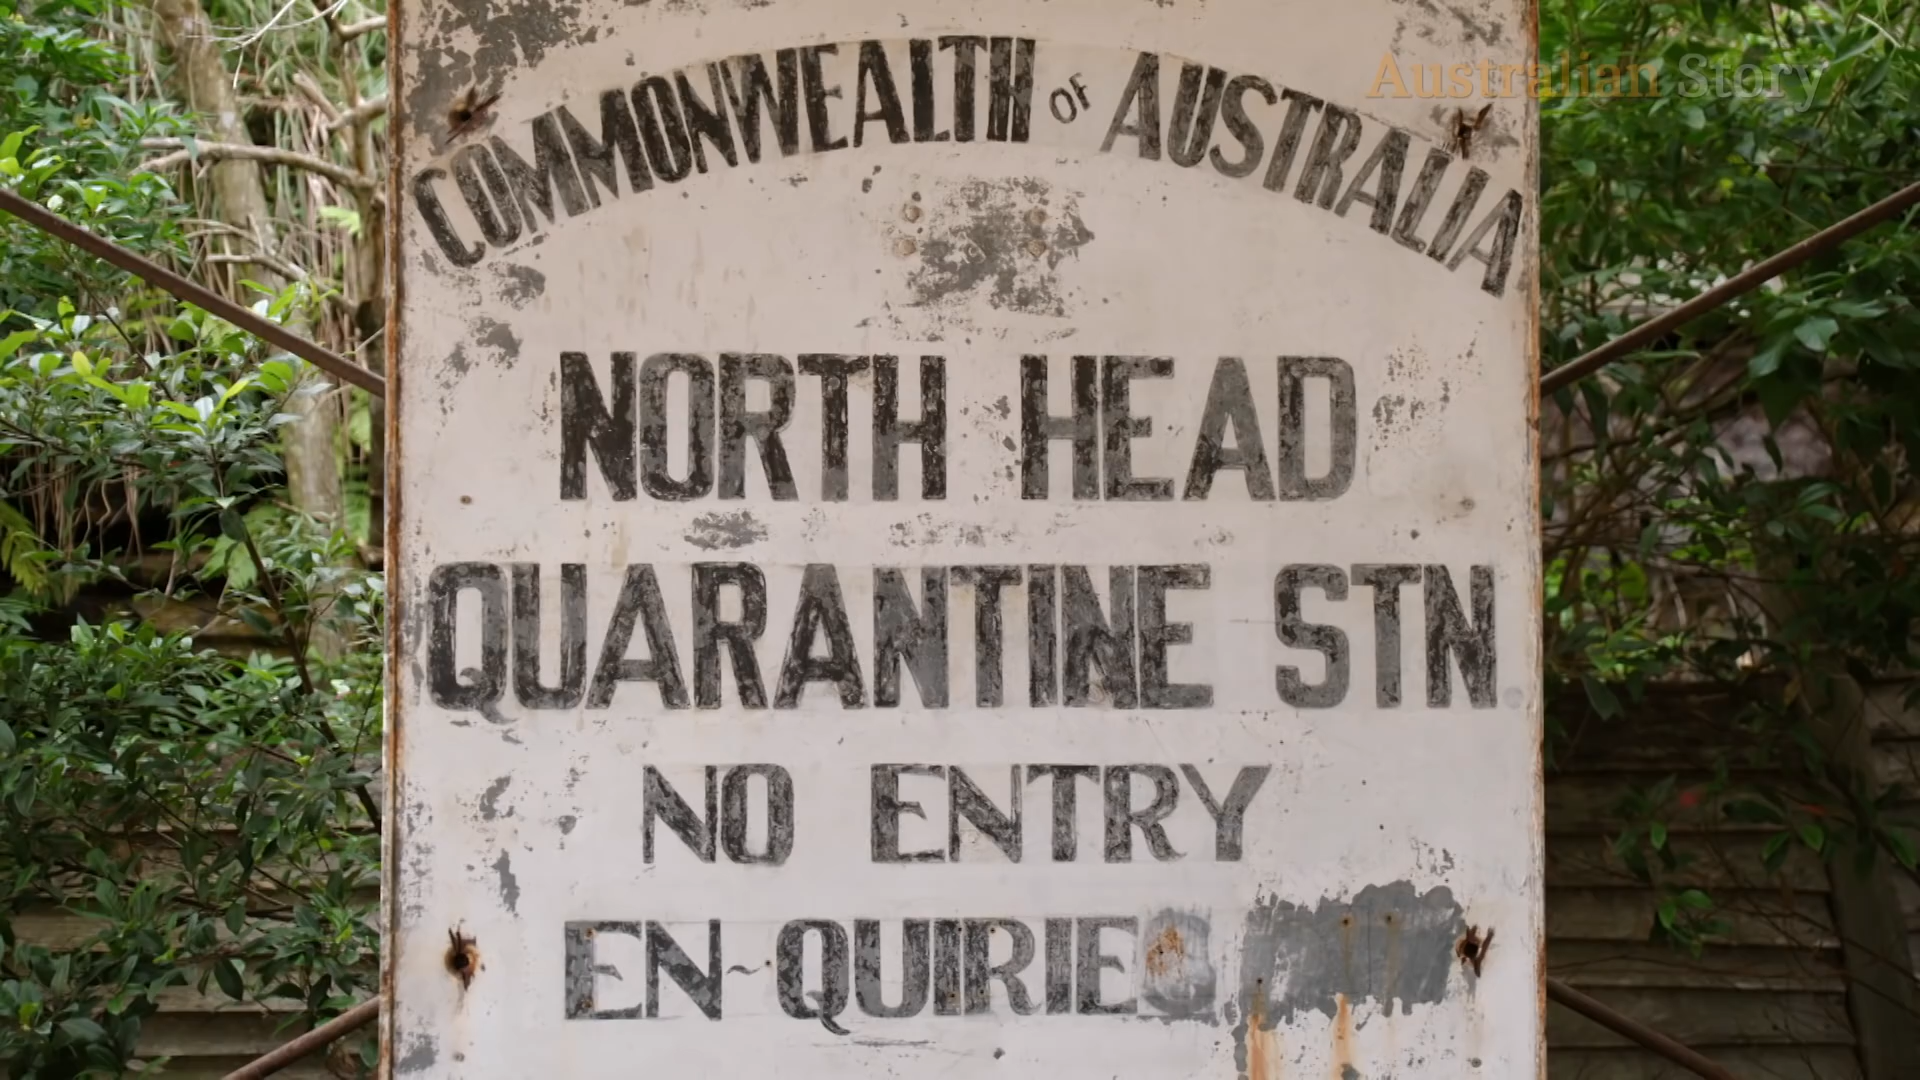 Australian Story
COMMONWEALTH OF AUSTRALIA
NORTH HEAD
QUARANTINE STN.
NO ENTRY
EN~QUIRIES